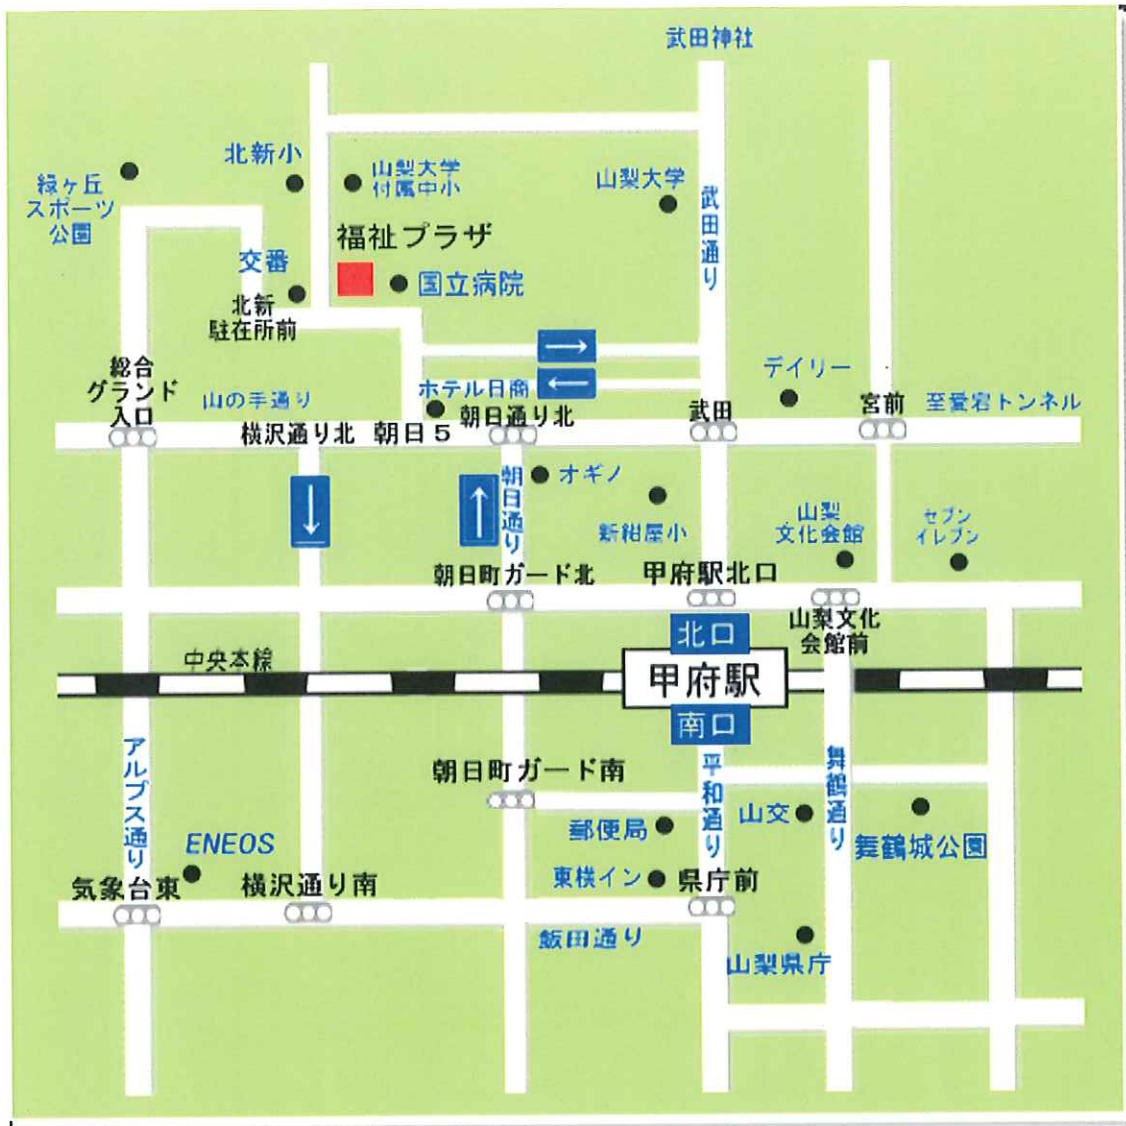 武田神社
北新小
山梨大学
付属中小
山梨大学
緑ヶ丘
スポーツ
公園
武田通り
福祉プラザ
交番
国立病院
北新
駐在所前
総合
グランド
入口
山の手通り
ホテル日商
デイリー
横沢通り北
朝日5
朝日通り北
武田
宮前
至愛宕トンネル
朝日通り
オギノ
新紺屋小
山梨
文化会館
セブン
イレブン
朝日町ガード北
甲府駅北口
山梨文化
会館前
北口
中央本線
甲府駅
南口
アルプス通り
朝日町ガード南
平和通り
舞鶴通り
山交
郵便局
舞鶴城公園
ENEOS
東横イン
県庁前
気象台東
横沢通り南
飯田通り
山梨県庁